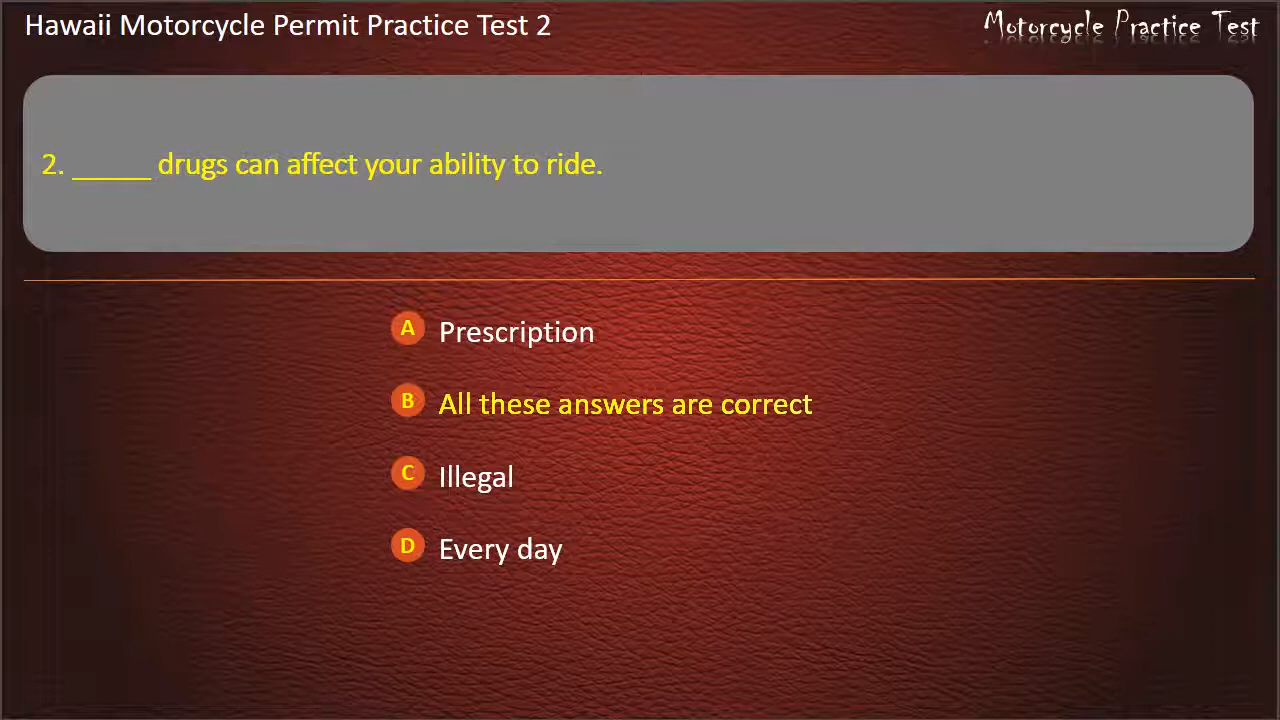 Hawaii Motorcycle Permit Practice Test 2
Motorcycle Practice Test
2. _____ drugs can affect your ability to ride.
A Prescription
B All these answers are correct
C Illegal
D Every day